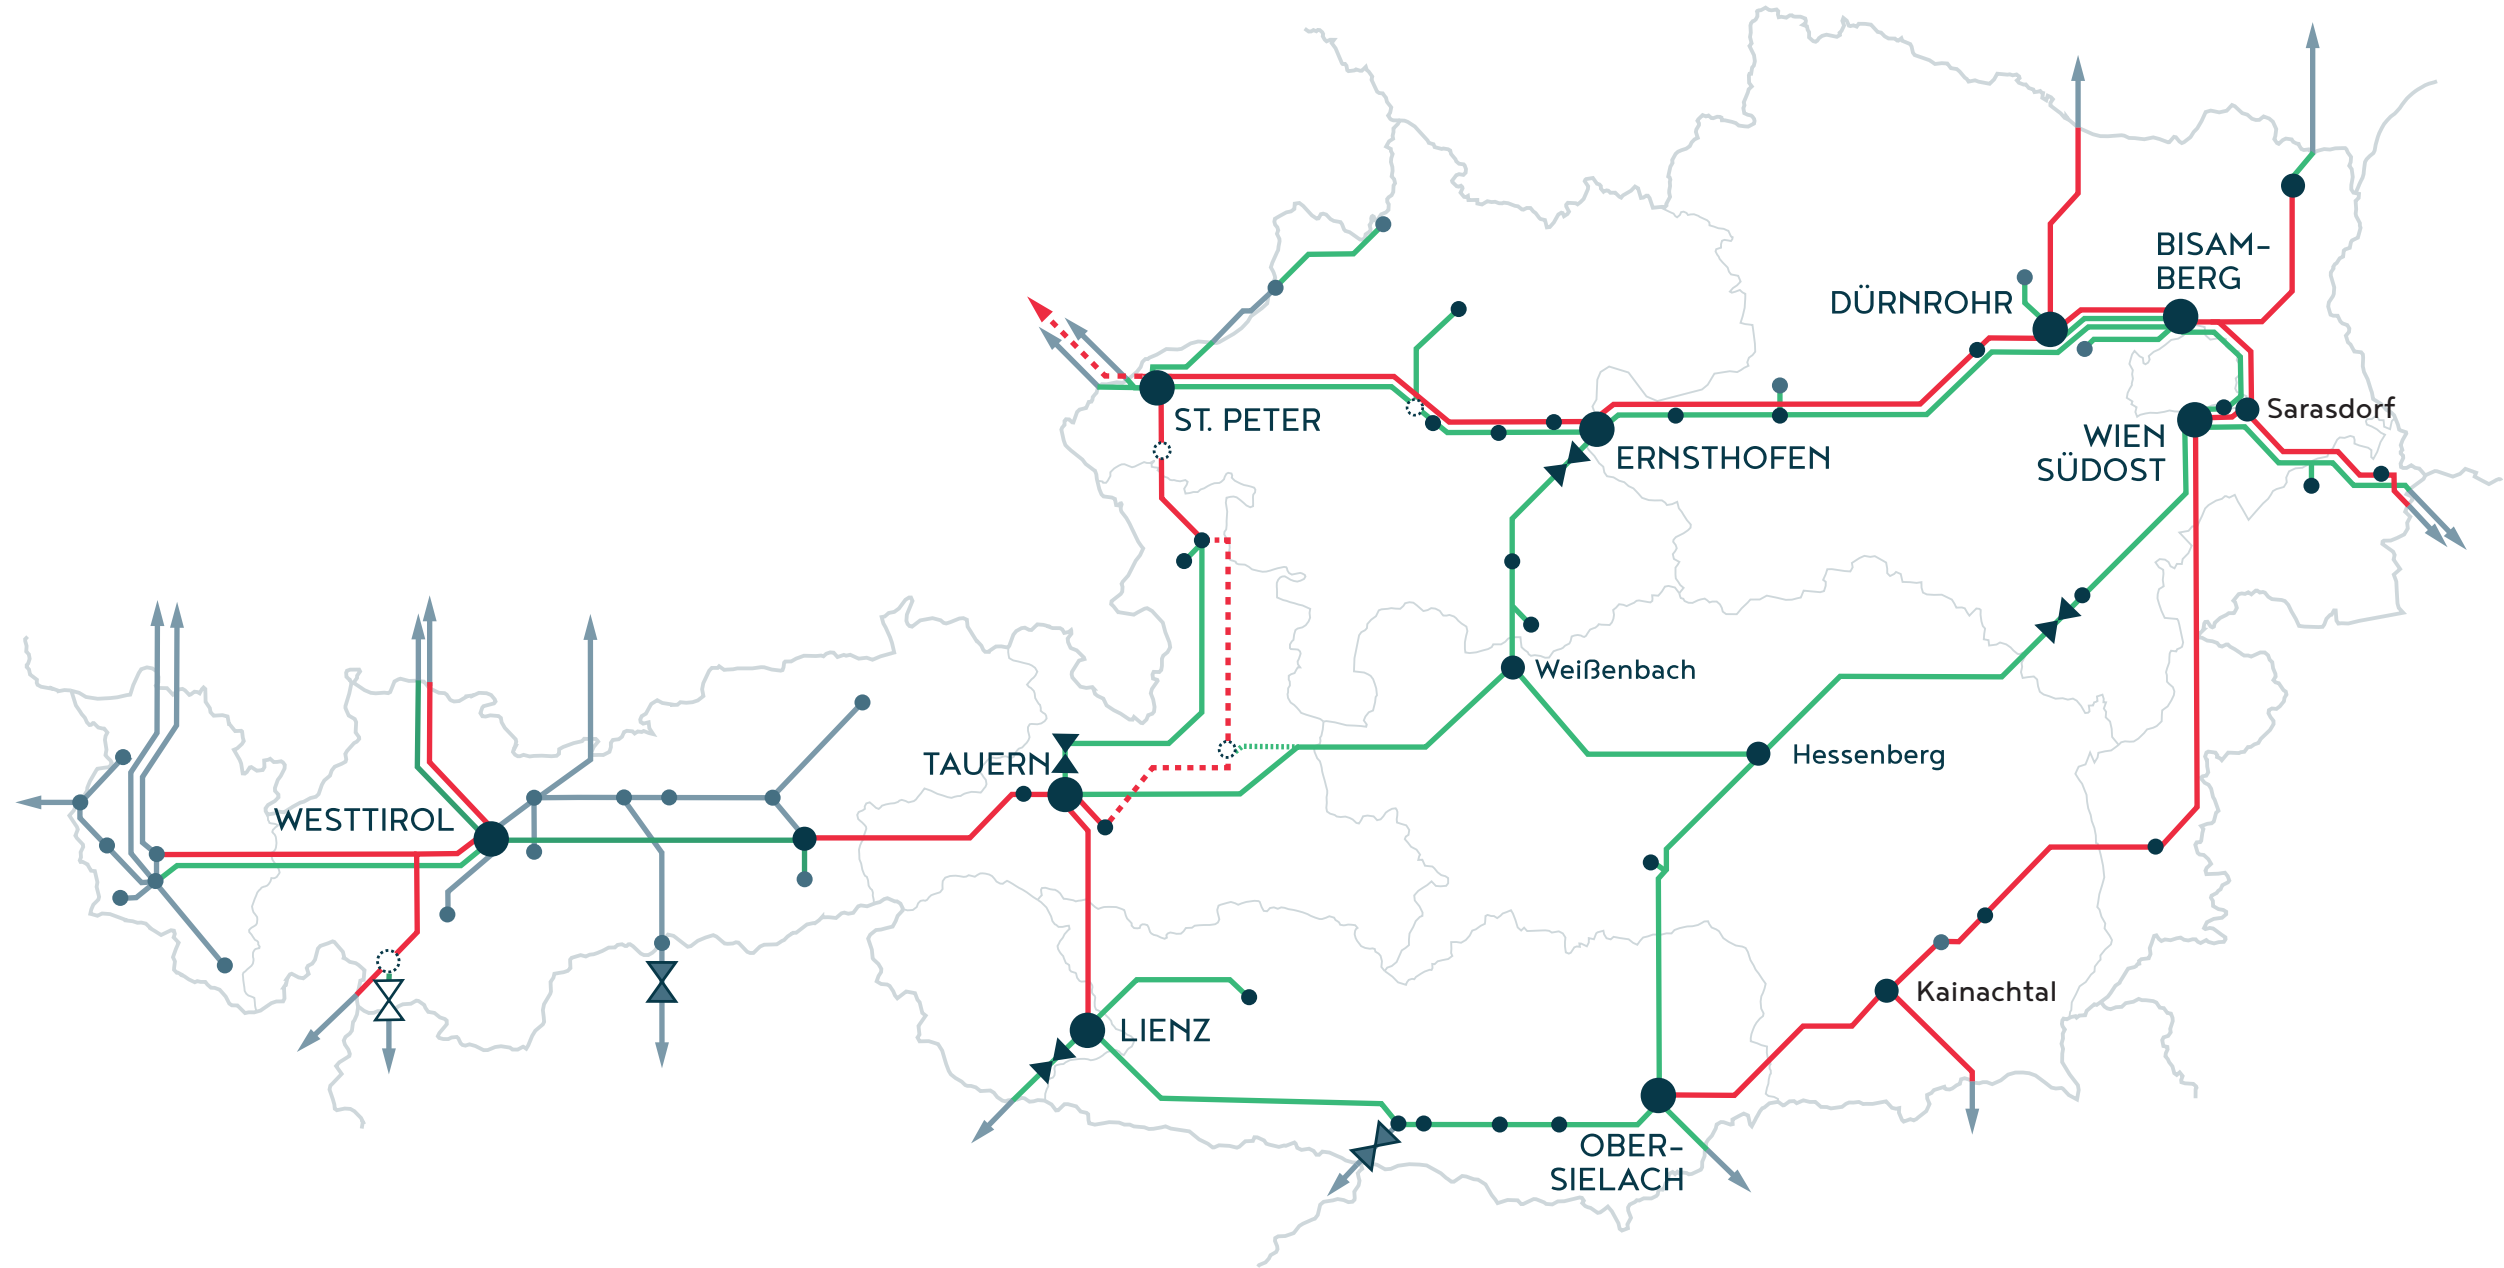 BISAM-
BERG
DÜRNROHR
Sarasdorf
ST. PETER
WIEN
SÜDOST
ERNSTHOFEN
Weißenbach
Hessenberg
TAUERN
WESTTIROL
Kainachtal
LIENZ
OBER-
SIELACH